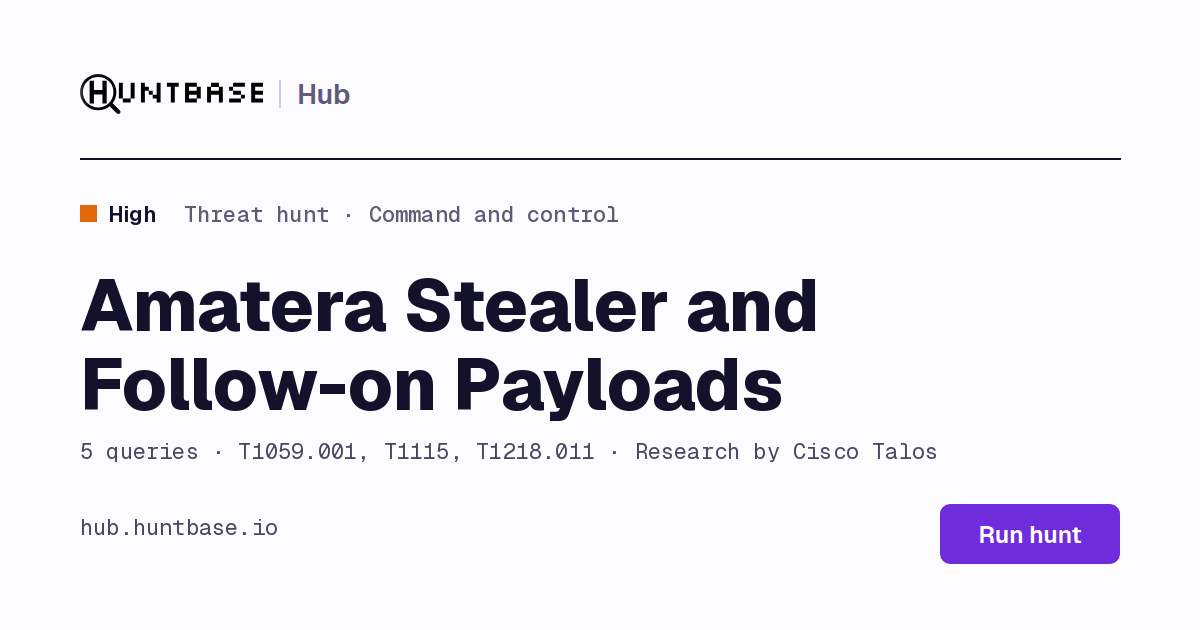 HUNTBASE Hub
High Threat hunt · Command and control
Amatera Stealer and
Follow-on Payloads
5 queries · T1059.001, T1115, T1218.011 · Research by Cisco Talos
hub.huntbase.io
Run hunt